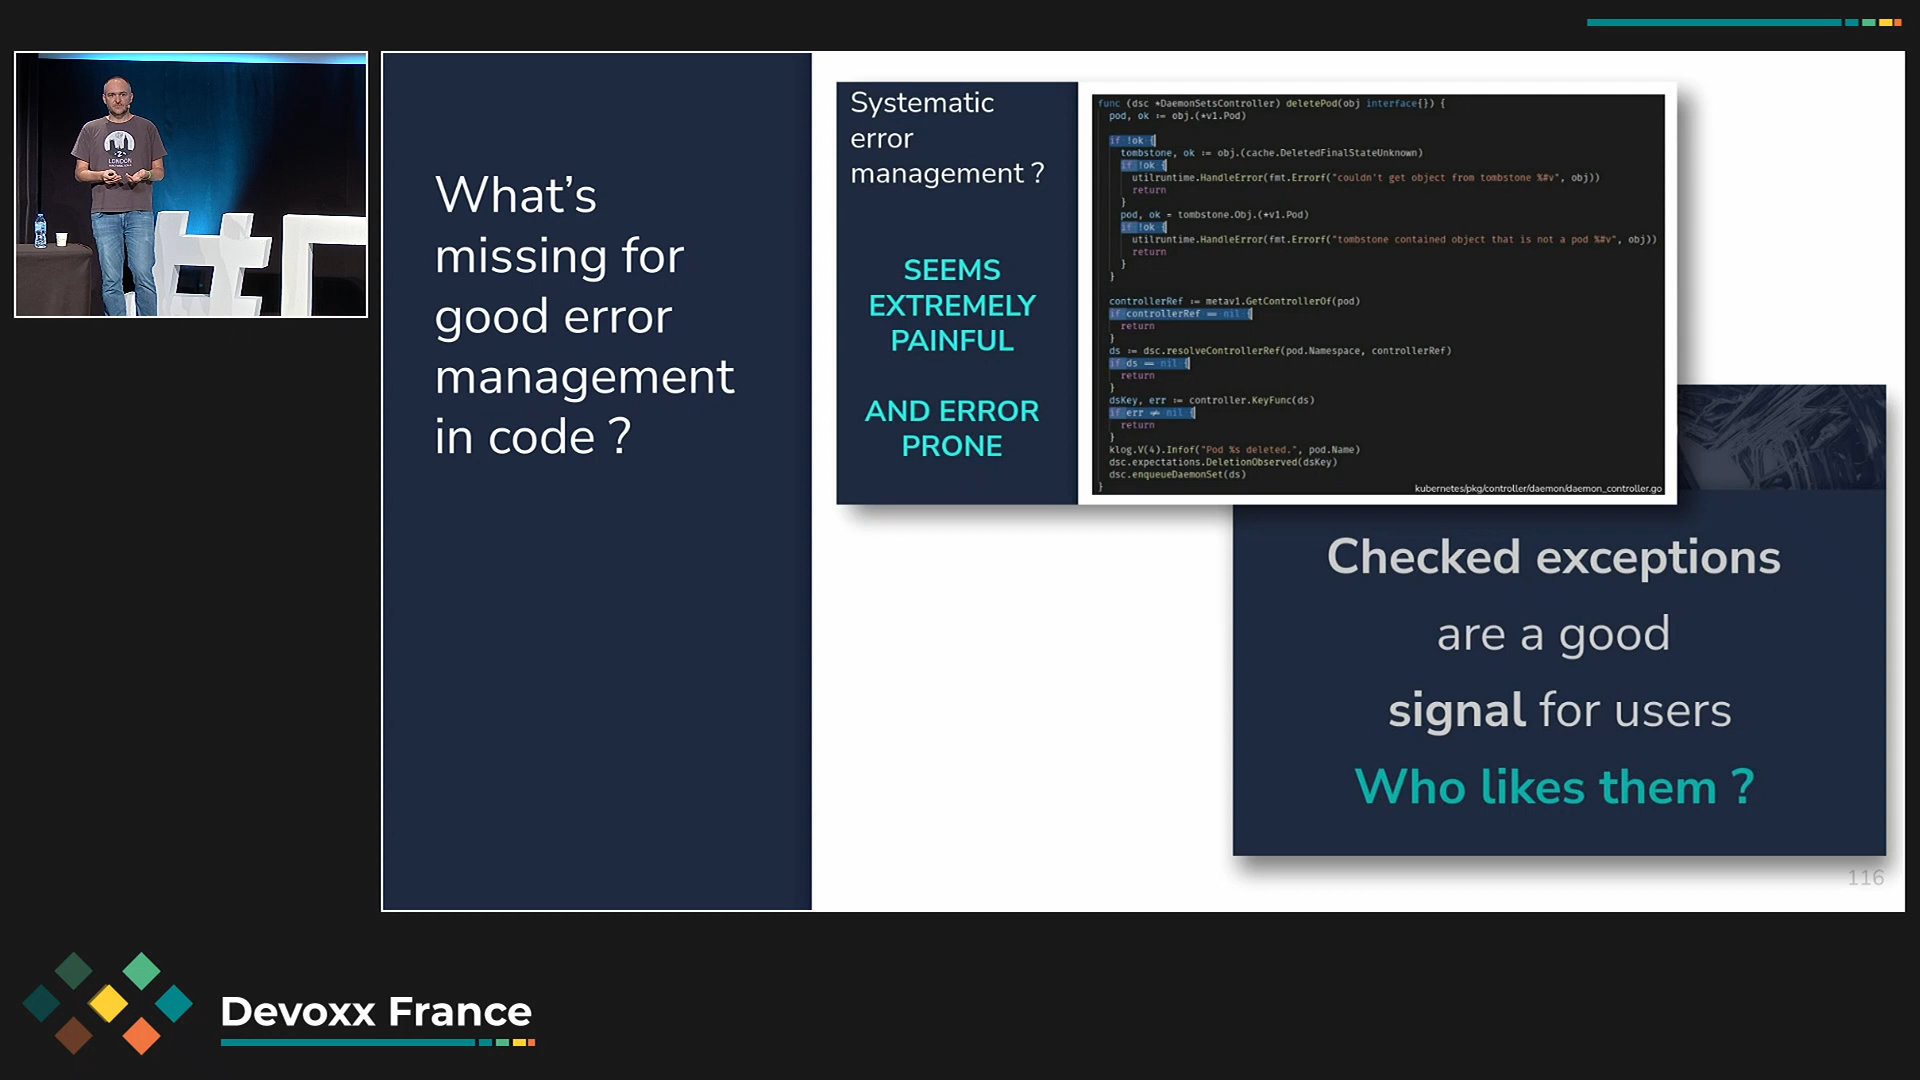 What’s
missing for
good error
management
in code ?
Systematic
error
management ?
SEEMS
EXTREMELY
PAINFUL
AND ERROR
PRONE
func (dsc *DaemonSetsController) deletePod(obj interface{}) {
pod, ok := obj.(*v1.Pod)
if !ok {
tombstone, ok := obj.(cache.DeletedFinalStateUnknown)
if !ok {
utilruntime.HandleError(fmt.Errorf("couldn't get object from tombstone %#v", obj))
return
}
pod, ok = tombstone.Obj.(*v1.Pod)
if !ok {
utilruntime.HandleError(fmt.Errorf("tombstone contained object that is not a pod %#v", obj))
return
}
}
controllerRef := metav1.GetControllerOf(pod)
if controllerRef == nil {
return
}
ds := dsc.resolveControllerRef(pod.Namespace, controllerRef)
if ds == nil {
return
}
dsKey, err := controller.KeyFunc(ds)
if err ≠ nil {
return
}
klog.V(4).Infof("Pod %s deleted.", pod.Name)
dsc.expectations.DeletionObserved(dsKey)
dsc.enqueueDaemonSet(ds)
}
kubernetes/pkg/controller/daemon/daemon_controller.go
Checked exceptions
are a good
signal for users
Who likes them ?
116
LONDON
Devoxx France